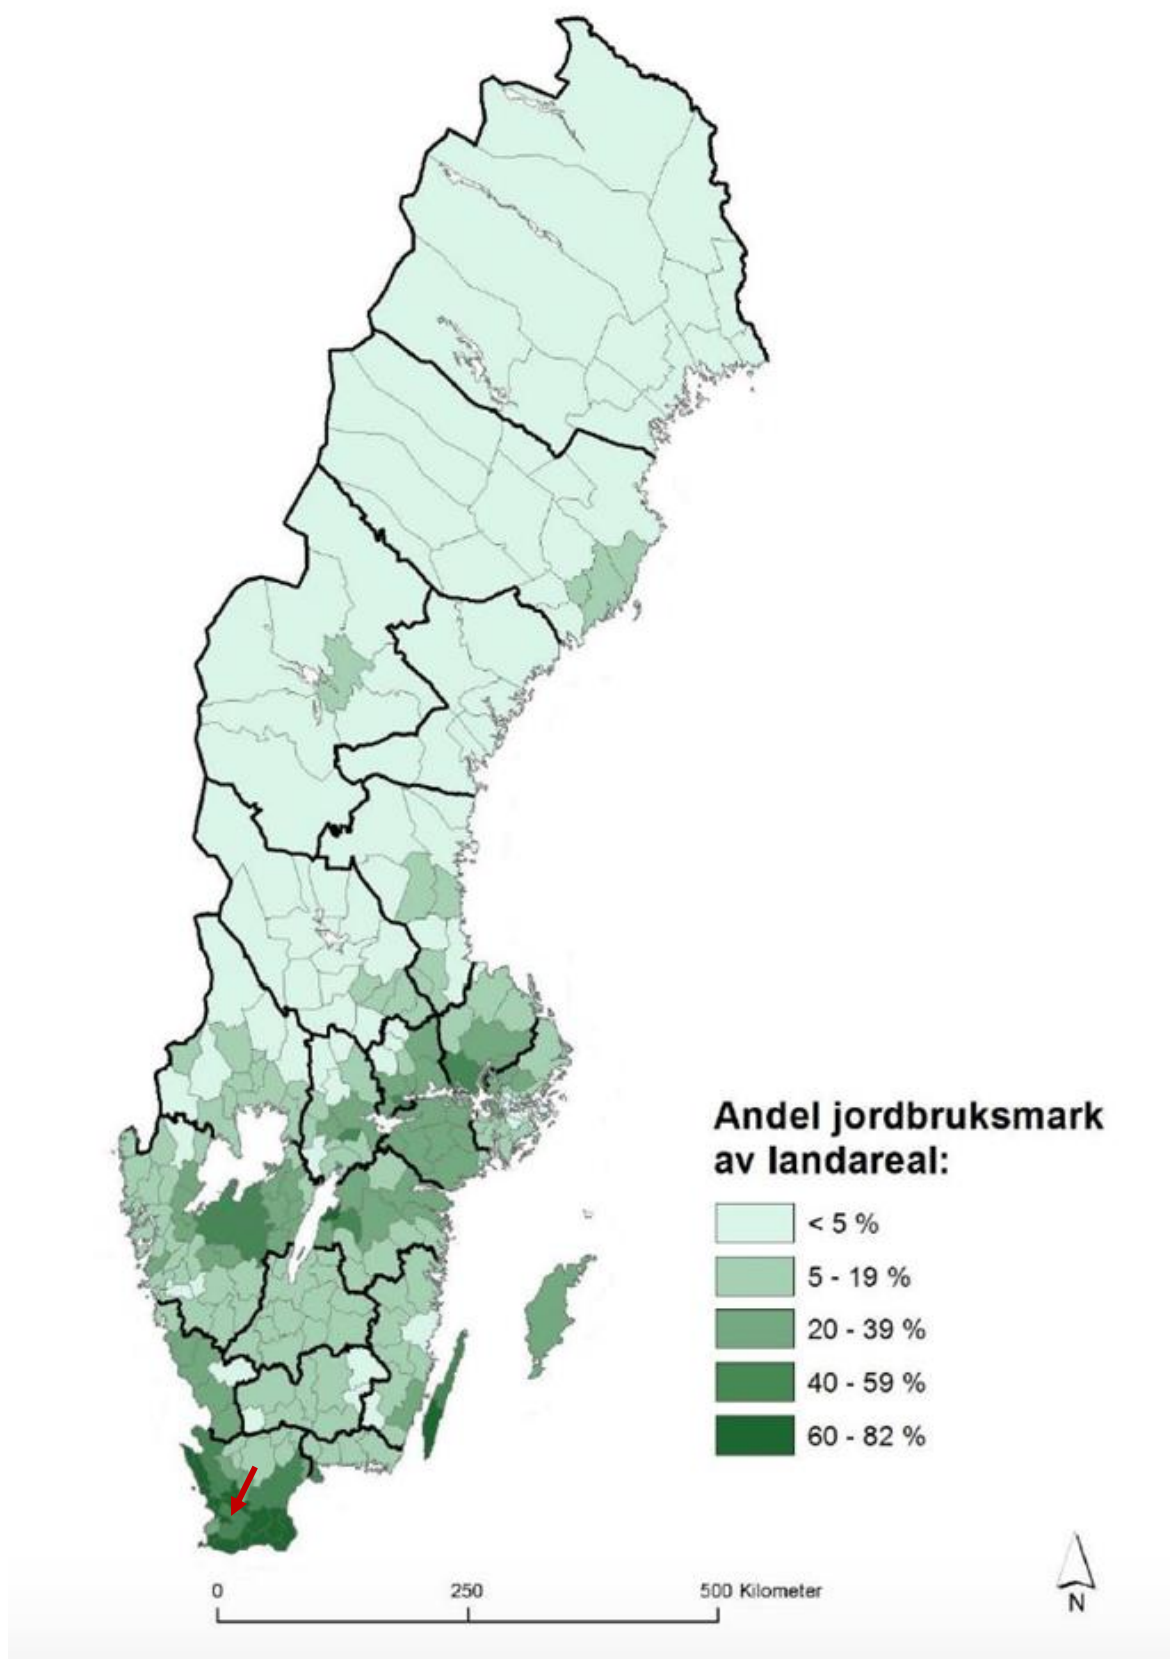 Andel jordbruksmark
av landareal:
< 5 %
5 - 19 %
20 - 39 %
40 - 59 %
60 - 82 %
0 250 500 Kilometer
N